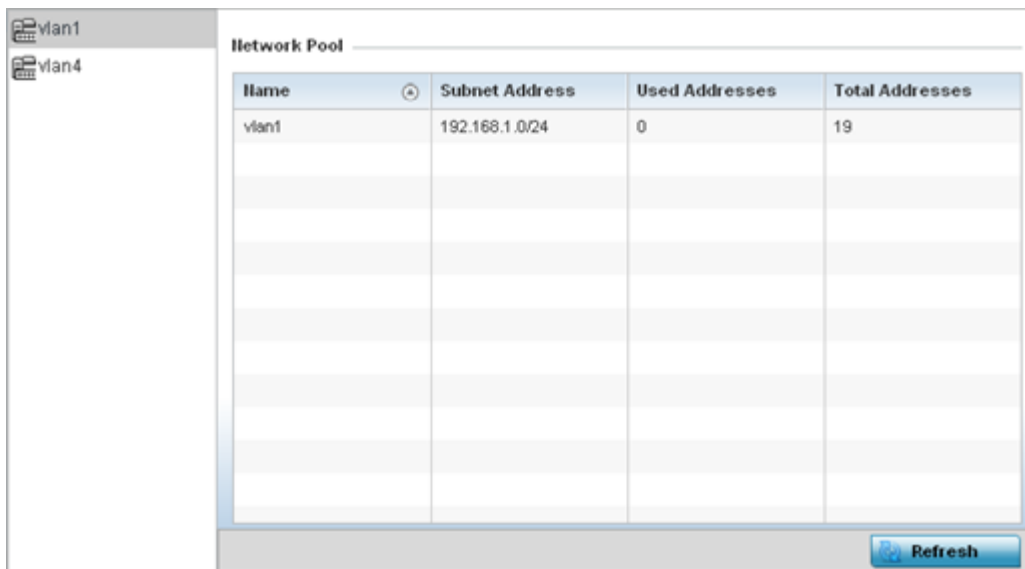 vlan1
vlan4
Network Pool
Name Subnet Address Used Addresses Total Addresses
vlan1 192.168.1.0/24 0 19
Refresh